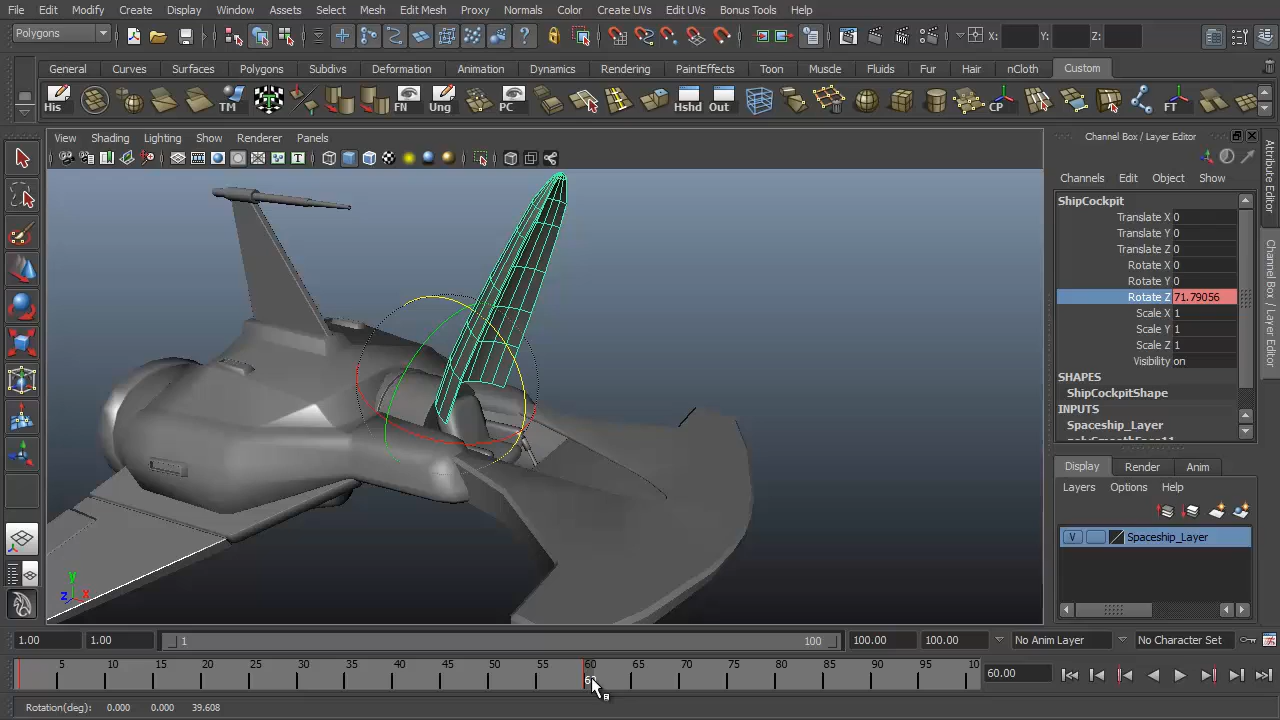 File Edit Modify Create Display Window Assets Select Mesh Edit Mesh Proxy Normals Color Create UVs Edit UVs Bonus Tools Help
Polygons X: Y: Z:
General Curves Surfaces Polygons Subdivs Deformation Animation Dynamics Rendering PaintEffects Toon Muscle Fluids Fur Hair nCloth Custom
His TM FN Ung PC Hshd Out CP FT
View Shading Lighting Show Renderer Panels
Channel Box / Layer Editor
Channels Edit Object Show
ShipCockpit
Translate X 0
Translate Y 0
Translate Z 0
Rotate X 0
Rotate Y 0
Rotate Z 71.79056
Scale X 1
Scale Y 1
Scale Z 1
Visibility on
SHAPES
ShipCockpitShape
INPUTS
Spaceship_Layer
polySmoothFace11
Attribute Editor
Channel Box / Layer Editor
Display Render Anim
Layers Options Help
V Spaceship_Layer
y
z x
1.00 1.00 1 100 100.00 100.00 No Anim Layer No Character Set
5 10 15 20 25 30 35 40 45 50 55 60 65 70 75 80 85 90 95 10
60.00
Rotation(deg): 0.000 0.000 39.608